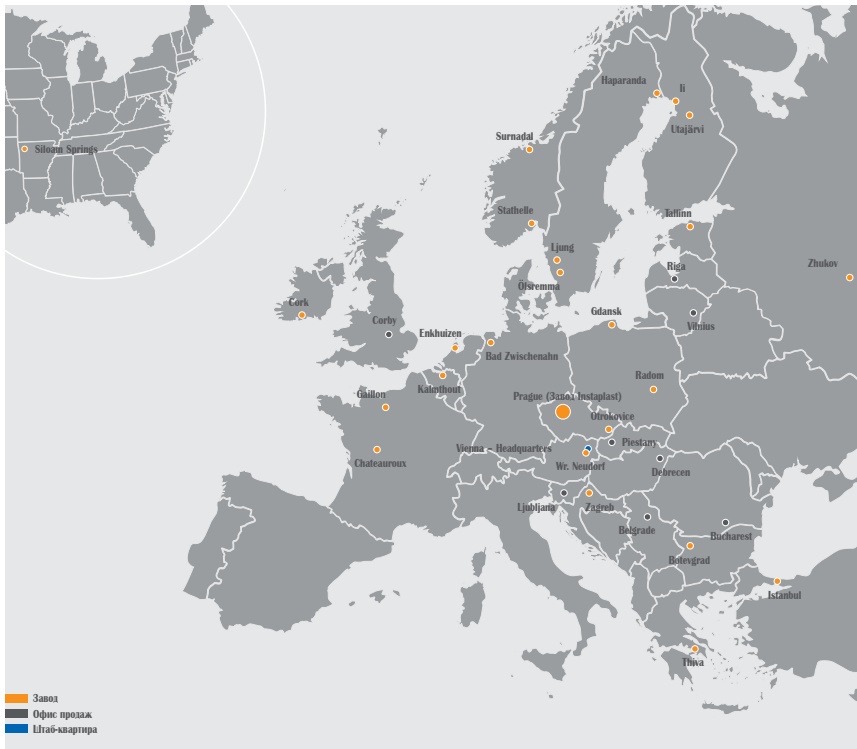 Haparanda
Ii
Utajärvi
Surnadal
Siloam Springs
Stathelle
Tallinn
Ljung
Zhukov
Riga
Ölsremma
Cork
Gdansk
Corby
Vilnius
Enkhuizen
Bad Zwischenahn
Radom
Kalmthout
Gaillon
Prague (Завод Instaplast)
Otrokovice
Piestany
Vienna – Headquarters
Chateauroux
Wr. Neudorf
Debrecen
Ljubljana
Zagreb
Belgrade
Bucharest
Botevgrad
Istanbul
Thiva
Завод
Офис продаж
Штаб-квартира